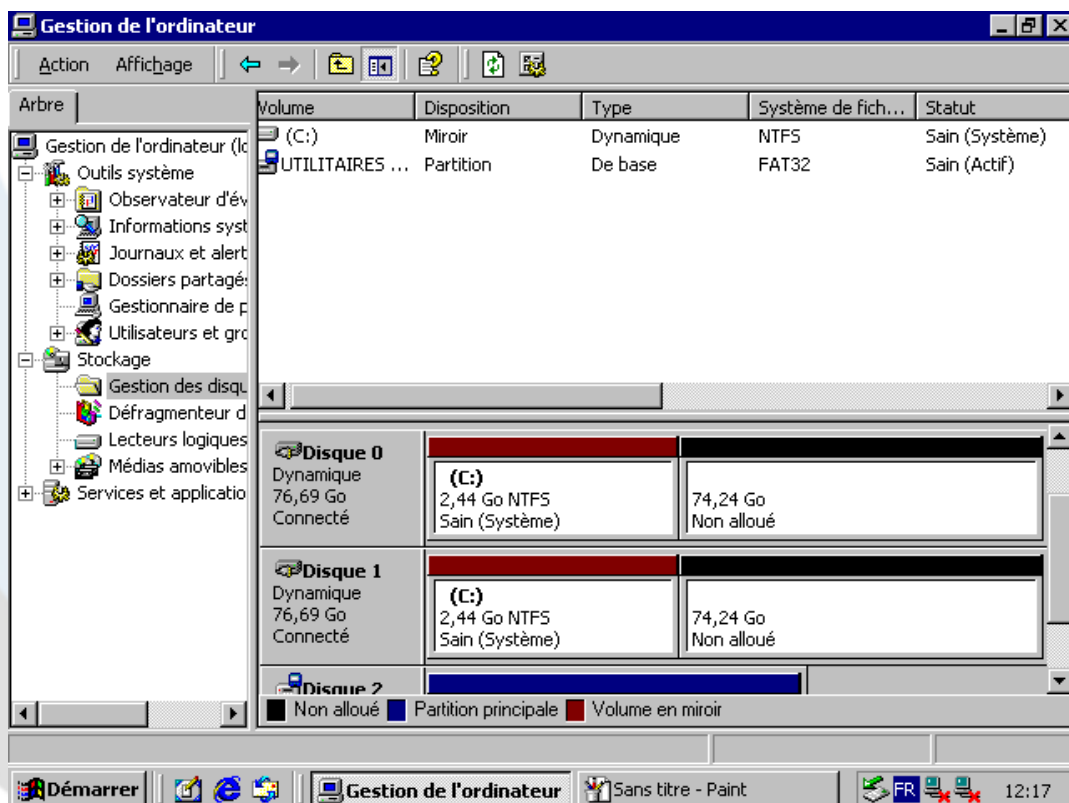 Gestion de l'ordinateur
Action Affichage
Arbre
Volume Disposition Type Système de fich... Statut
(C:) Miroir Dynamique NTFS Sain (Système)
UTILITAIRES ... Partition De base FAT32 Sain (Actif)
Gestion de l'ordinateur (lo
Outils système
Observateur d'év
Informations syst
Journaux et alert
Dossiers partagés
Gestionnaire de p
Utilisateurs et gro
Stockage
Gestion des disqu
Défragmenteur d
Lecteurs logiques
Médias amovibles
Services et applicatio
Disque 0
Dynamique
76,69 Go
Connecté
(C:)
2,44 Go NTFS
Sain (Système)
74,24 Go
Non alloué
Disque 1
Dynamique
76,69 Go
Connecté
(C:)
2,44 Go NTFS
Sain (Système)
74,24 Go
Non alloué
Disque 2
Non alloué Partition principale Volume en miroir
Démarrer Gestion de l'ordinateur Sans titre - Paint FR 12:17